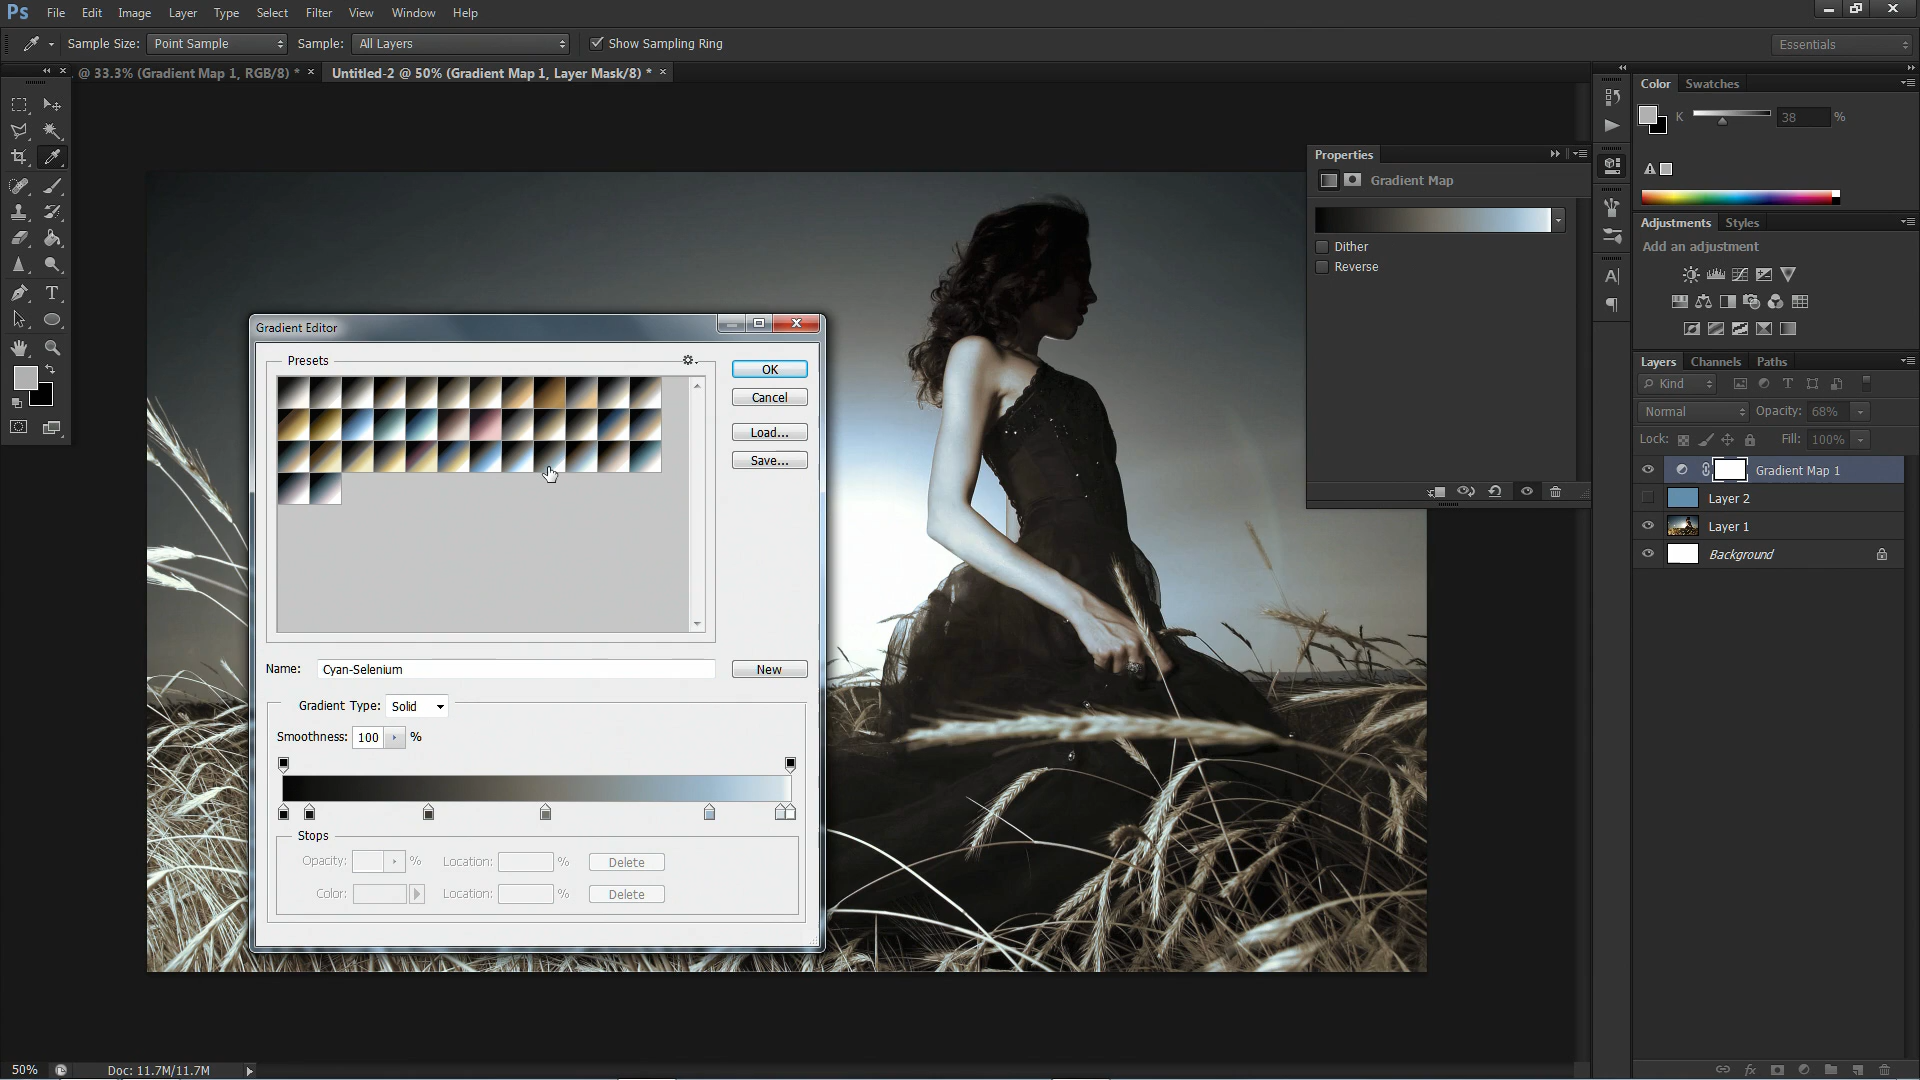 Ps File Edit Image Layer Type Select Filter View Window Help
Sample Size: Point Sample Sample: All Layers Show Sampling Ring Essentials
@ 33.3% (Gradient Map 1, RGB/8) * × Untitled-2 @ 50% (Gradient Map 1, Layer Mask/8) * ×
Color Swatches
K 38 %
Properties
Gradient Map
Dither
Reverse
Adjustments Styles
Add an adjustment
Layers Channels Paths
Kind
Normal Opacity: 68%
Lock: Fill: 100%
Gradient Map 1
Layer 2
Layer 1
Background
Gradient Editor
Presets
OK
Cancel
Load...
Save...
Name: Cyan-Selenium New
Gradient Type: Solid
Smoothness: 100 %
Stops
Opacity: % Location: % Delete
Color: Location: % Delete
T
A
fx
50% Doc: 11.7M/11.7M